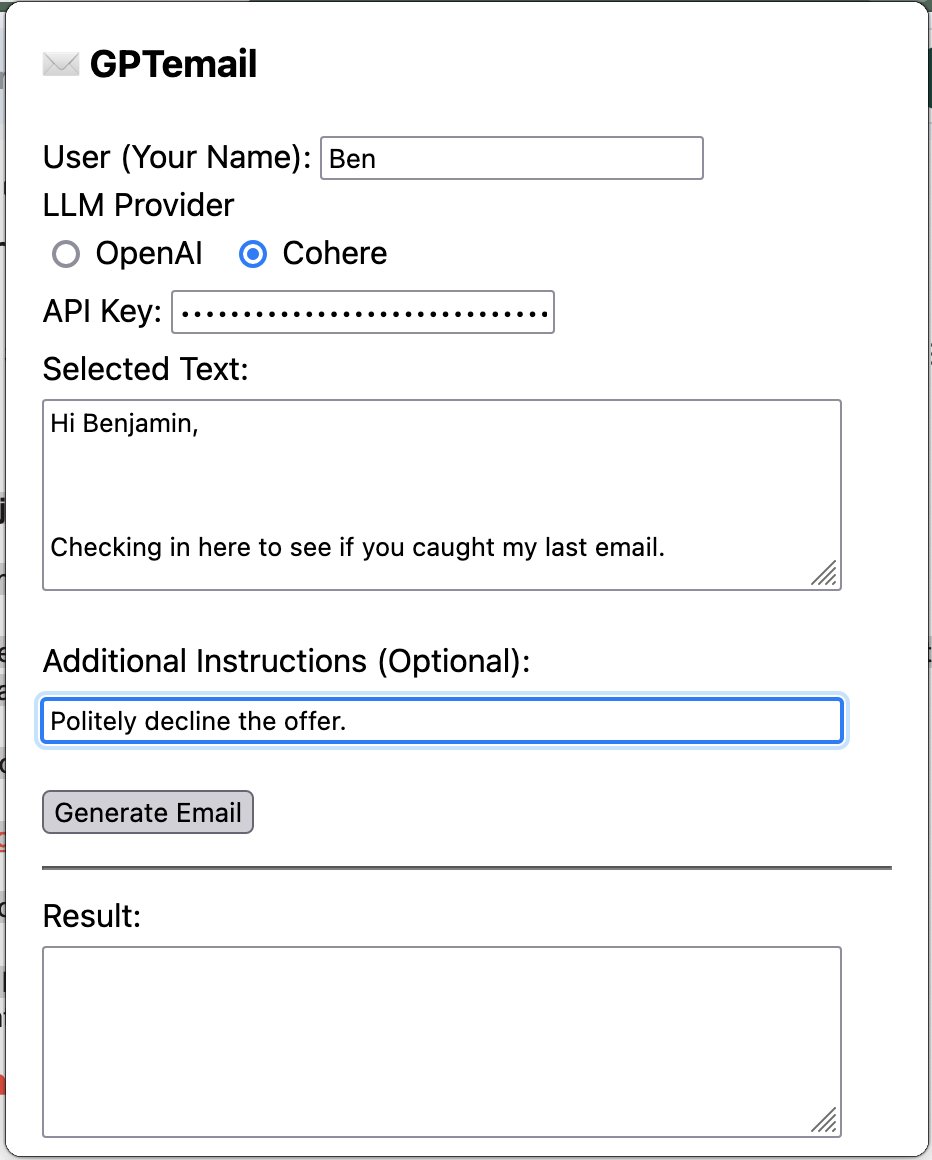 GPTemail
User (Your Name): Ben
LLM Provider
OpenAI Cohere
API Key: ••••••••••••••••••••••••••••••
Selected Text:
Hi Benjamin,
Checking in here to see if you caught my last email.
Additional Instructions (Optional):
Politely decline the offer.
Generate Email
Result: